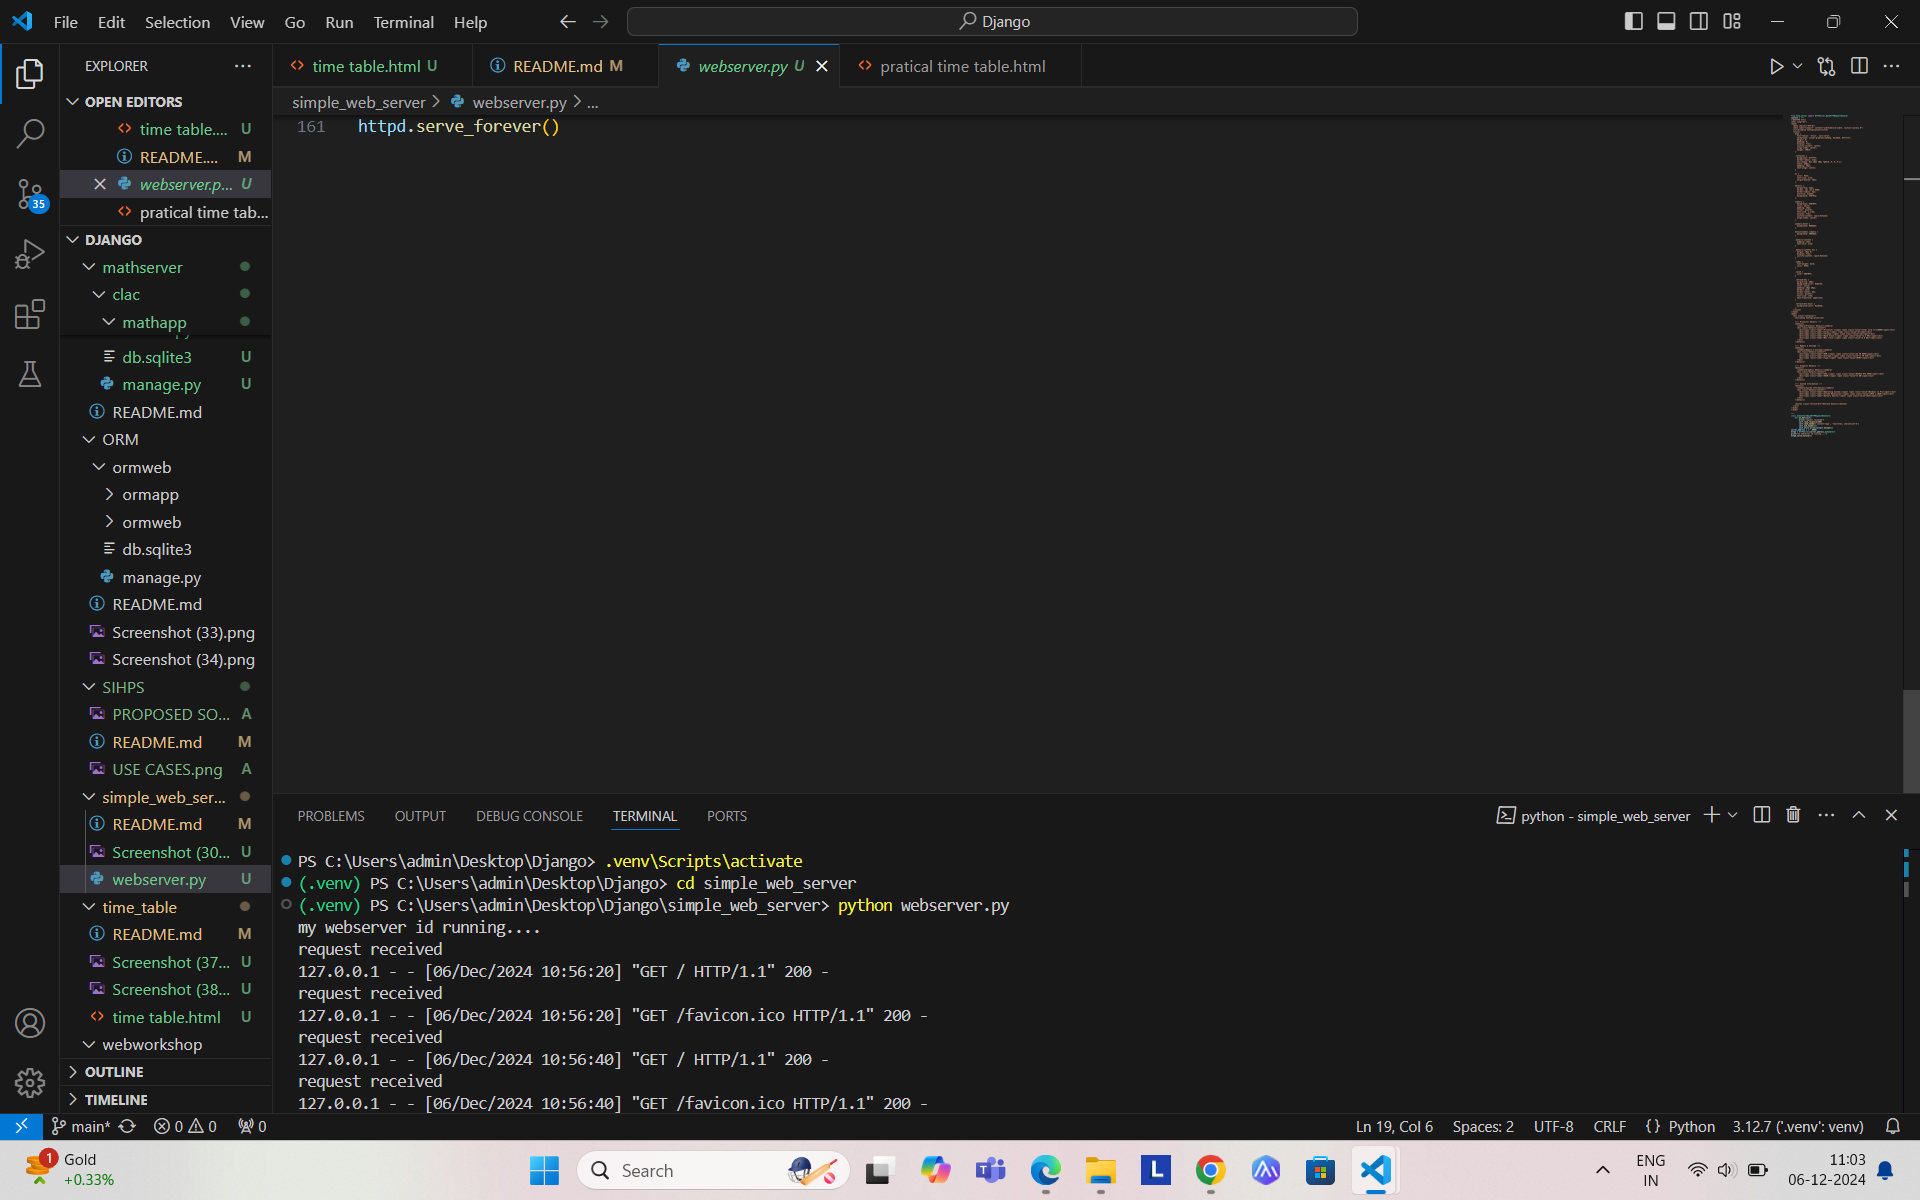 File Edit Selection View Go Run Terminal Help
Django
EXPLORER
OPEN EDITORS
time table.... U
README.... M
webserver.p... U
pratical time tab...
DJANGO
mathserver
clac
mathapp
db.sqlite3 U
manage.py U
README.md
ORM
ormweb
ormapp
ormweb
db.sqlite3
manage.py
README.md
Screenshot (33).png
Screenshot (34).png
SIHPS
PROPOSED SO... A
README.md M
USE CASES.png A
simple_web_ser...
README.md M
Screenshot (30... U
webserver.py U
time_table
README.md M
Screenshot (37... U
Screenshot (38... U
time table.html U
webworkshop
OUTLINE
TIMELINE
35
time table.html U
README.md M
webserver.py U
pratical time table.html
simple_web_server > webserver.py > ...
161 httpd.serve_forever()
PROBLEMS OUTPUT DEBUG CONSOLE TERMINAL PORTS
python - simple_web_server
PS C:\Users\admin\Desktop\Django> .venv\Scripts\activate
(.venv) PS C:\Users\admin\Desktop\Django> cd simple_web_server
(.venv) PS C:\Users\admin\Desktop\Django\simple_web_server> python webserver.py
my webserver id running....
request received
127.0.0.1 - - [06/Dec/2024 10:56:20] "GET / HTTP/1.1" 200 -
request received
127.0.0.1 - - [06/Dec/2024 10:56:20] "GET /favicon.ico HTTP/1.1" 200 -
request received
127.0.0.1 - - [06/Dec/2024 10:56:40] "GET / HTTP/1.1" 200 -
request received
127.0.0.1 - - [06/Dec/2024 10:56:40] "GET /favicon.ico HTTP/1.1" 200 -
main* 0 0 0
Ln 19, Col 6 Spaces: 2 UTF-8 CRLF {} Python 3.12.7 ('.venv': venv)
1
Gold
+0.33%
Search
L
ENG
IN
11:03
06-12-2024